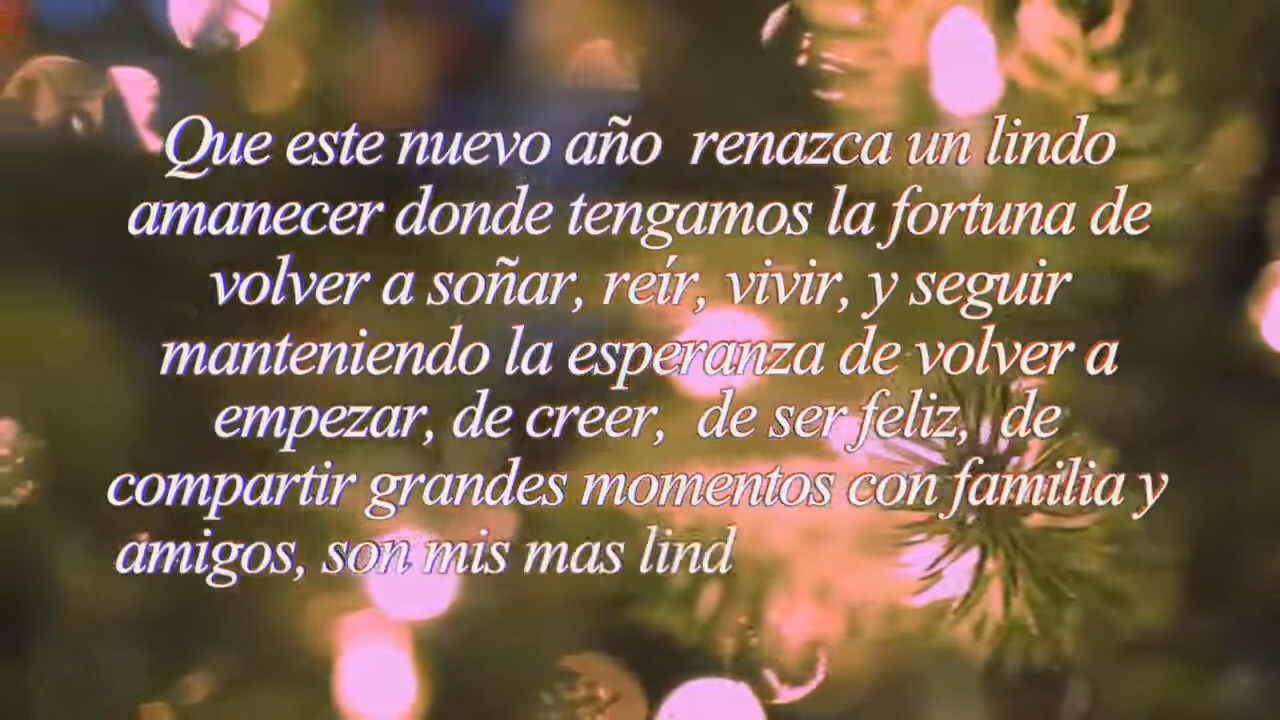 Que este nuevo año renazca un lindo
amanecer donde tengamos la fortuna de
volver a soñar, reír, vivir, y seguir
manteniendo la esperanza de volver a
empezar, de creer, de ser feliz, de
compartir grandes momentos con familia y
amigos, son mis mas lind